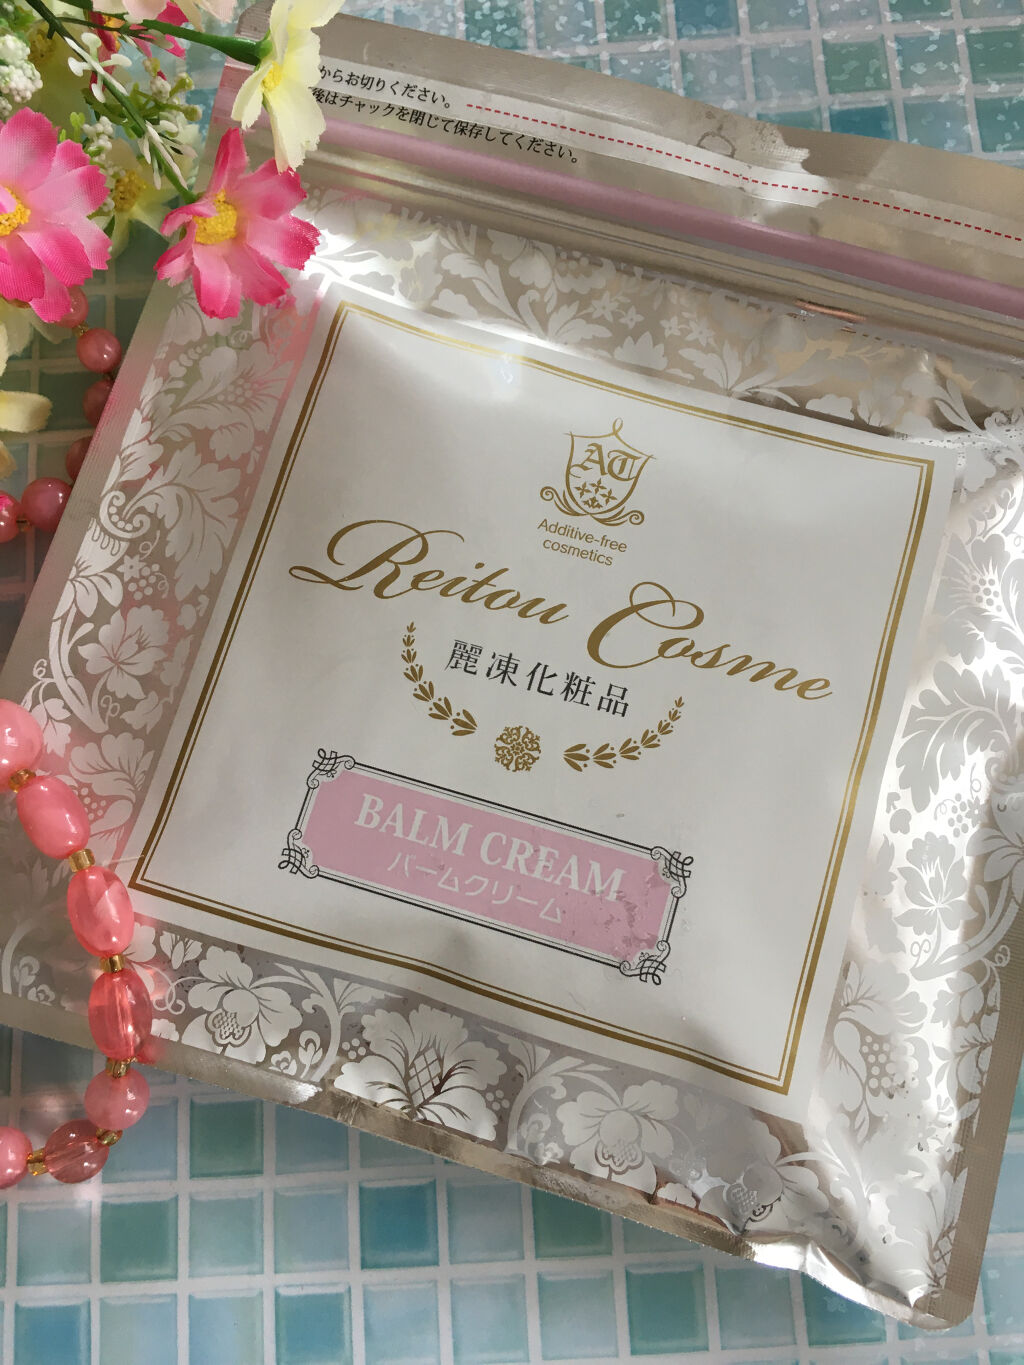 からお切りください。
後はチャックを閉じて保存してください。
AT
Additive-free
cosmetics
Reitou Cosme
麗凍化粧品
BALM CREAM
バームクリーム